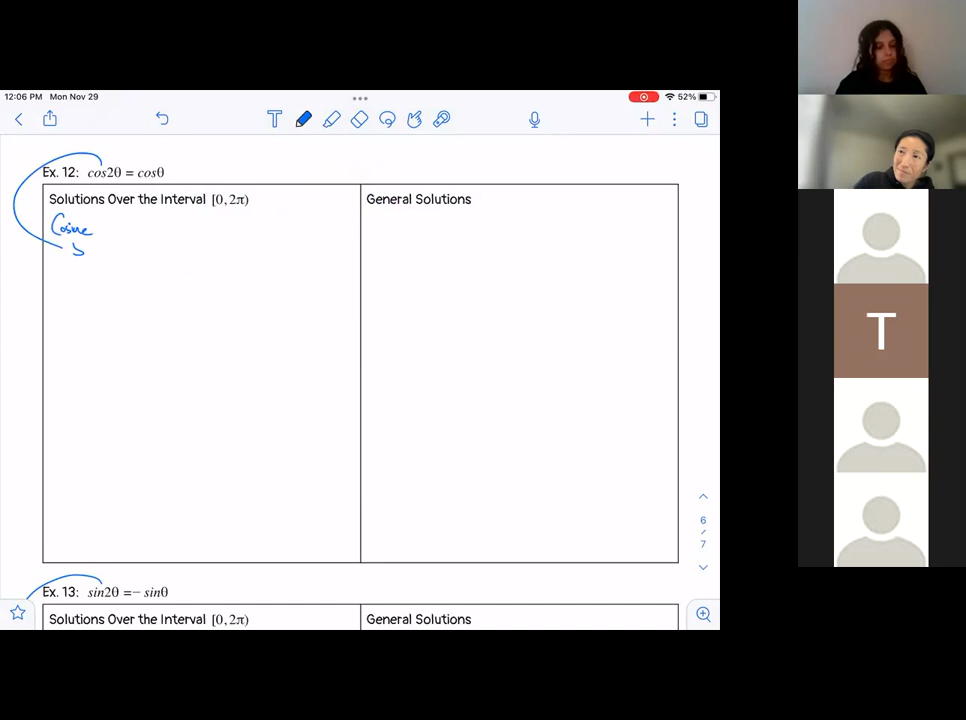 12:06 PM Mon Nov 29
52%
T
Ex. 12: cos2θ = cosθ
Solutions Over the Interval [0, 2π)
General Solutions
Cosine
6
7
Ex. 13: sin2θ =− sinθ
Solutions Over the Interval [0, 2π)
General Solutions
T